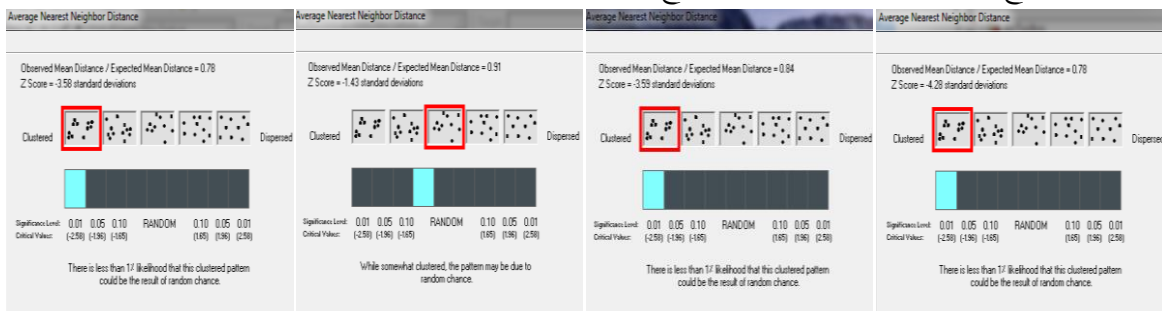 Average Nearest Neighbor Distance
Observed Mean Distance / Expected Mean Distance = 0.78
Z Score = -3.58 standard deviations
Clustered
Significance Level: 0.01 0.05 0.10 RANDOM 0.10 0.05 0.01
Critical Values: (-2.58) (-1.96) (-1.65) (1.65) (1.96) (2.58)
There is less than 1% likelihood that this clustered pattern
could be the result of random chance.
Average Nearest Neighbor Distance
Observed Mean Distance / Expected Mean Distance = 0.91
Z Score = -1.43 standard deviations
Dispersed
Clustered
Dispersed
Significance Level: 0.01 0.05 0.10 RANDOM 0.10 0.05 0.01
Critical Values: (-2.58) (-1.96) (-1.65) (1.65) (1.96) (2.58)
While somewhat clustered, the pattern may be due to
random chance.
Average Nearest Neighbor Distance
Observed Mean Distance / Expected Mean Distance = 0.84
Z Score = -3.59 standard deviations
Clustered
Dispersed
Significance Level: 0.01 0.05 0.10 RANDOM 0.10 0.05 0.01
Critical Values: (-2.58) (-1.96) (-1.65) (1.65) (1.96) (2.58)
There is less than 1% likelihood that this clustered pattern
could be the result of random chance.
Average Nearest Neighbor Distance
Observed Mean Distance / Expected Mean Distance = 0.78
Z Score = -4.28 standard deviations
Clustered
Dispersed
Significance Level: 0.01 0.05 0.10 RANDOM 0.10 0.05 0.01
Critical Values: (-2.58) (-1.96) (-1.65) (1.65) (1.96) (2.58)
There is less than 1% likelihood that this clustered pattern
could be the result of random chance.